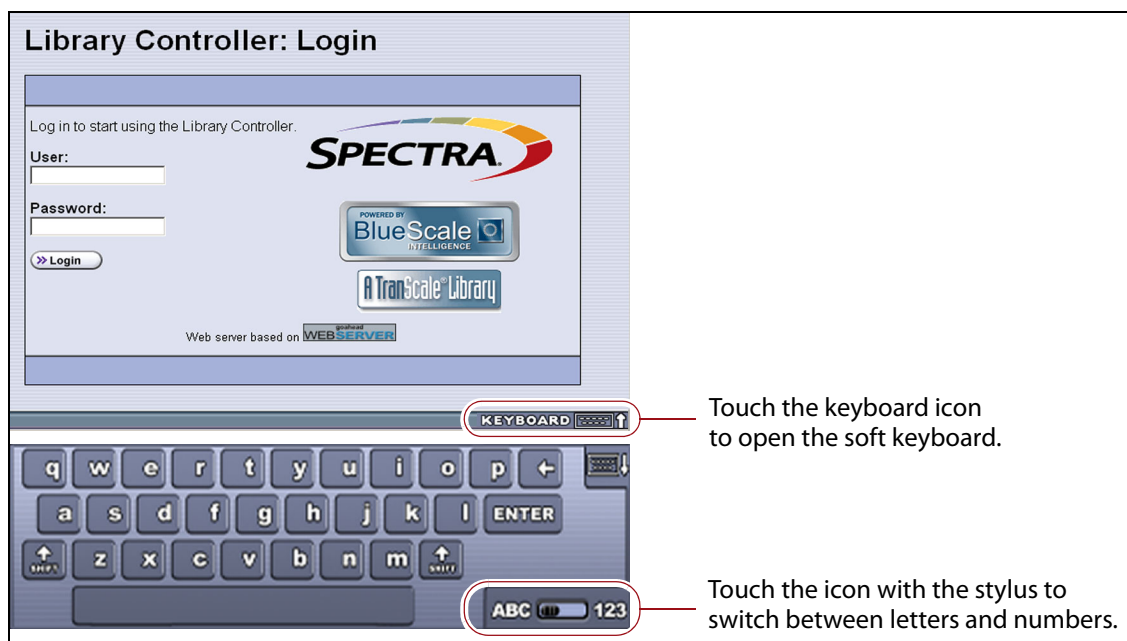 Library Controller: Login
Log in to start using the Library Controller.
User:
SPECTRA.
Password:
POWERED BY
BlueScale
INTELLIGENCE
>> Login
A TranScale® Library
goahead
Web server based on WEBSERVER
KEYBOARD
Touch the keyboard icon
to open the soft keyboard.
q w e r t y u i o p
a s d f g h j k l ENTER
SHIFT z x c v b n m SHIFT
ABC 123
Touch the icon with the stylus to
switch between letters and numbers.